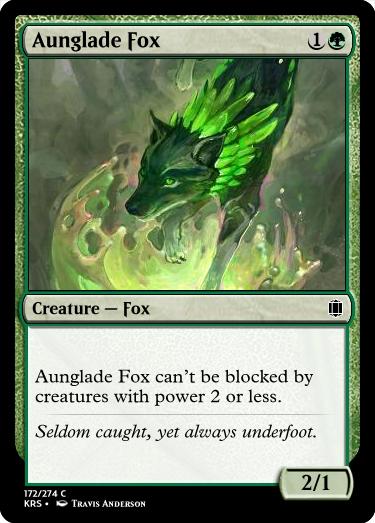 Aunglade Fox 1
Creature — Fox
Aunglade Fox can't be blocked by
creatures with power 2 or less.
Seldom caught, yet always underfoot.
2/1
172/274 C
KRS • Travis Anderson